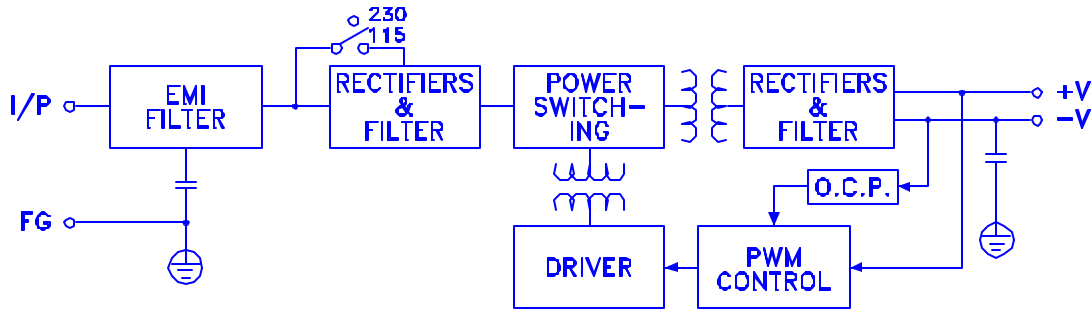 230
115
I/P
EMI
FILTER
RECTIFIERS
&
FILTER
POWER
SWITCH-
ING
RECTIFIERS
&
FILTER
+V
-V
O.C.P.
FG
DRIVER
PWM
CONTROL